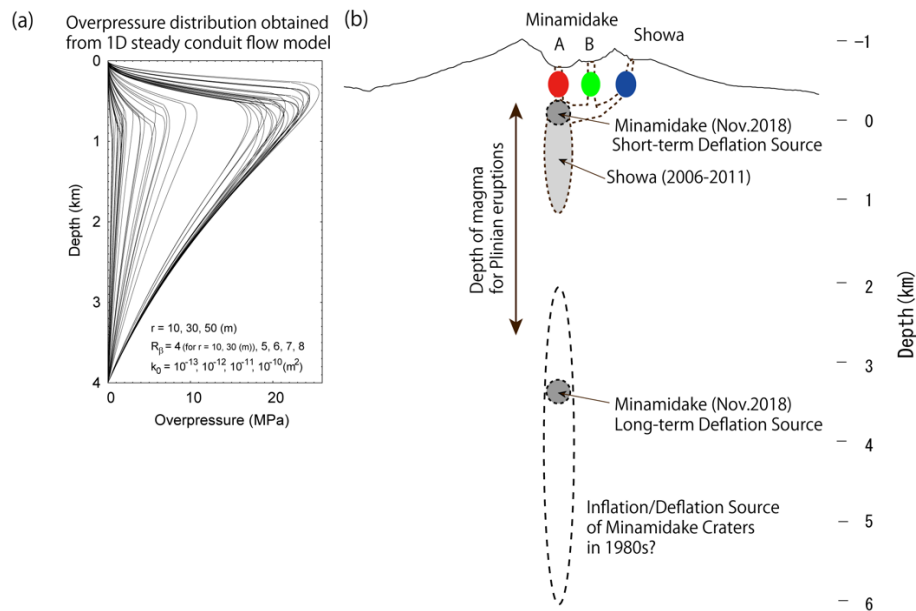 (a)
Overpressure distribution obtained
from 1D steady conduit flow model
0
1
2
3
4
Depth (km)
r = 10, 30, 50 (m)
Rβ = 4 (for r = 10, 30 (m)), 5, 6, 7, 8
k0 = 10-13, 10-12, 10-11, 10-10 (m2)
0
10
20
Overpressure (MPa)
(b)
Minamidake
A
B
Showa
Minamidake (Nov.2018)
Short-term Deflation Source
Showa (2006-2011)
Depth of magma
for Plinian eruptions
Minamidake (Nov.2018)
Long-term Deflation Source
Inflation/Deflation Source
of Minamidake Craters
in 1980s?
-1
0
1
2
3
4
5
6
Depth(km)